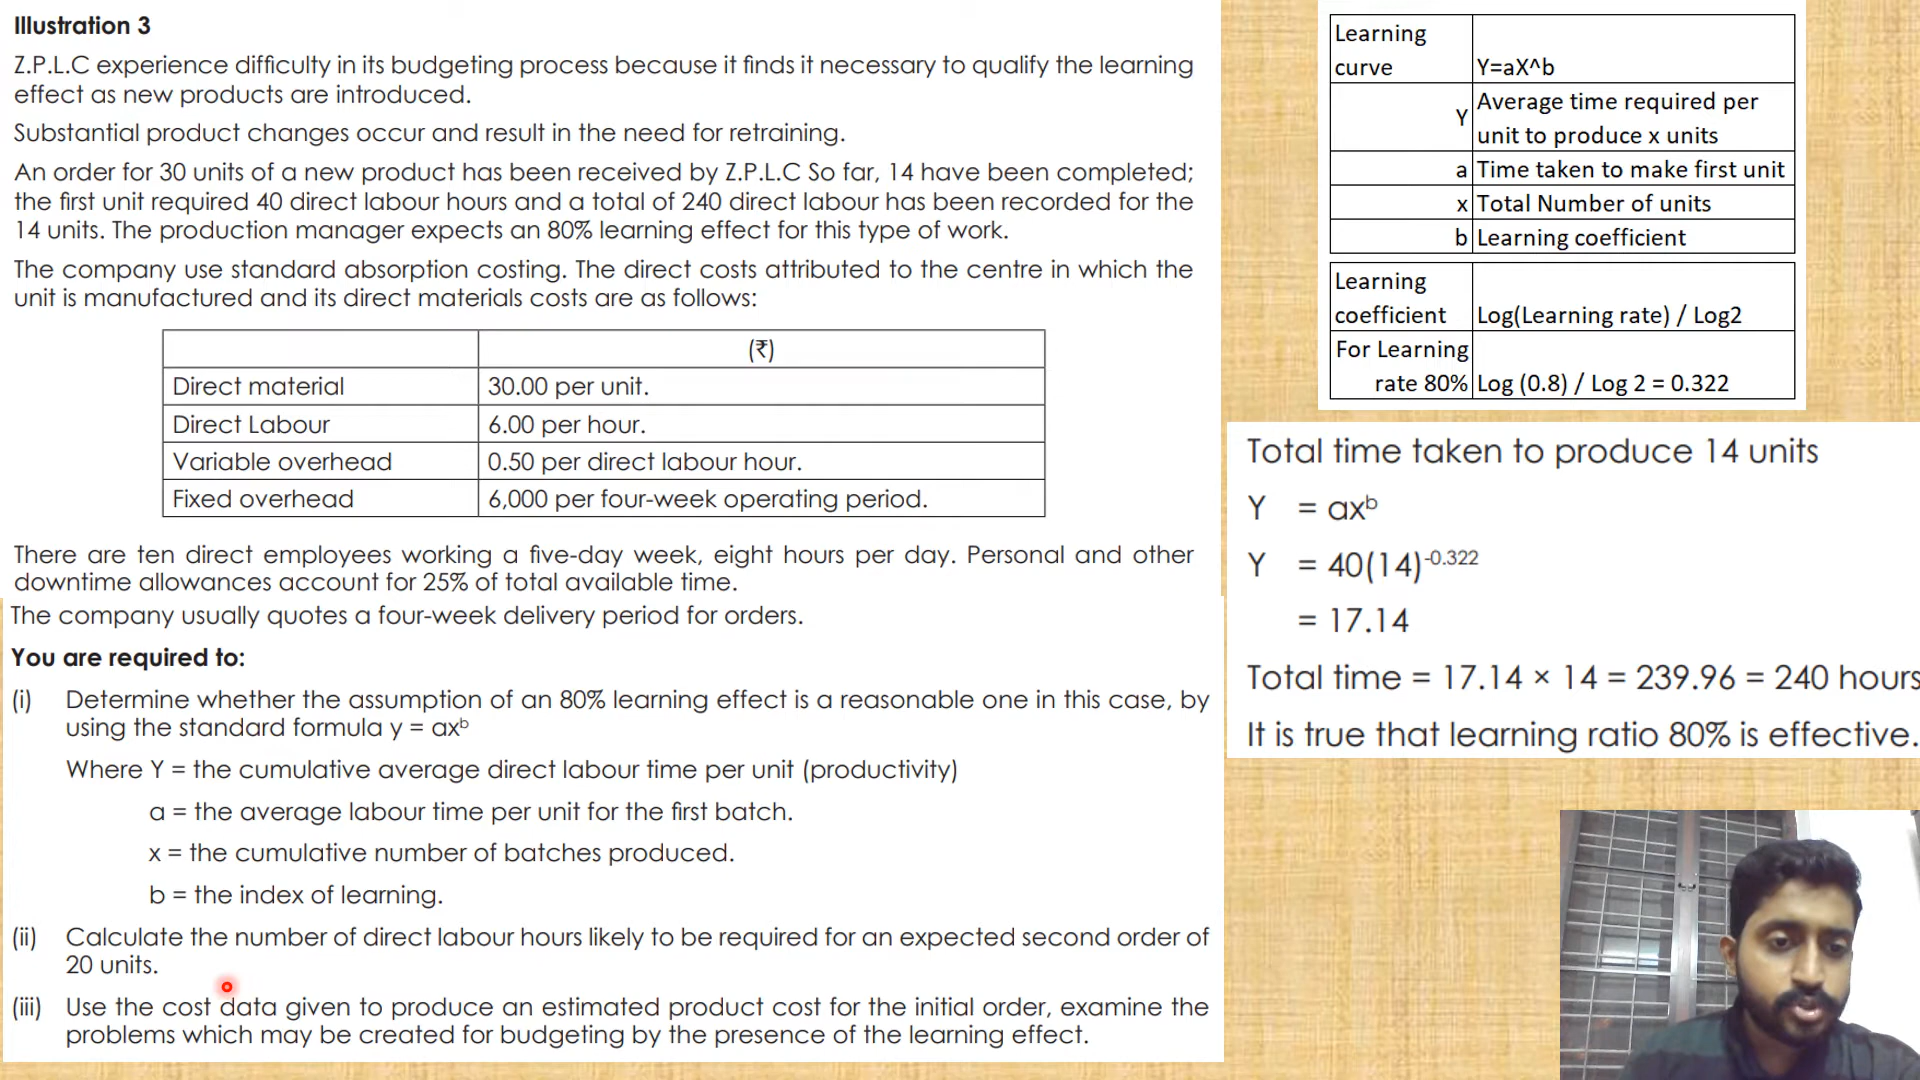 Illustration 3
Z.P.L.C experience difficulty in its budgeting process because it finds it necessary to qualify the learning
effect as new products are introduced.
Substantial product changes occur and result in the need for retraining.
An order for 30 units of a new product has been received by Z.P.L.C So far, 14 have been completed;
the first unit required 40 direct labour hours and a total of 240 direct labour has been recorded for the
14 units. The production manager expects an 80% learning effect for this type of work.
The company use standard absorption costing. The direct costs attributed to the centre in which the
unit is manufactured and its direct materials costs are as follows:
(₹)
Direct material 30.00 per unit.
Direct Labour 6.00 per hour.
Variable overhead 0.50 per direct labour hour.
Fixed overhead 6,000 per four-week operating period.
There are ten direct employees working a five-day week, eight hours per day. Personal and other
downtime allowances account for 25% of total available time.
The company usually quotes a four-week delivery period for orders.
You are required to:
(i) Determine whether the assumption of an 80% learning effect is a reasonable one in this case, by
using the standard formula y = axᵇ
Where Y = the cumulative average direct labour time per unit (productivity)
a = the average labour time per unit for the first batch.
x = the cumulative number of batches produced.
b = the index of learning.
(ii) Calculate the number of direct labour hours likely to be required for an expected second order of
20 units.
(iii) Use the cost data given to produce an estimated product cost for the initial order, examine the
problems which may be created for budgeting by the presence of the learning effect.
Learning
curve Y=aX^b
Y Average time required per
unit to produce x units
a Time taken to make first unit
x Total Number of units
b Learning coefficient
Learning
coefficient Log(Learning rate) / Log2
For Learning
rate 80% Log (0.8) / Log 2 = 0.322
Total time taken to produce 14 units
Y = axᵇ
Y = 40(14)⁻⁰·³²²
= 17.14
Total time = 17.14 × 14 = 239.96 = 240 hours
It is true that learning ratio 80% is effective.